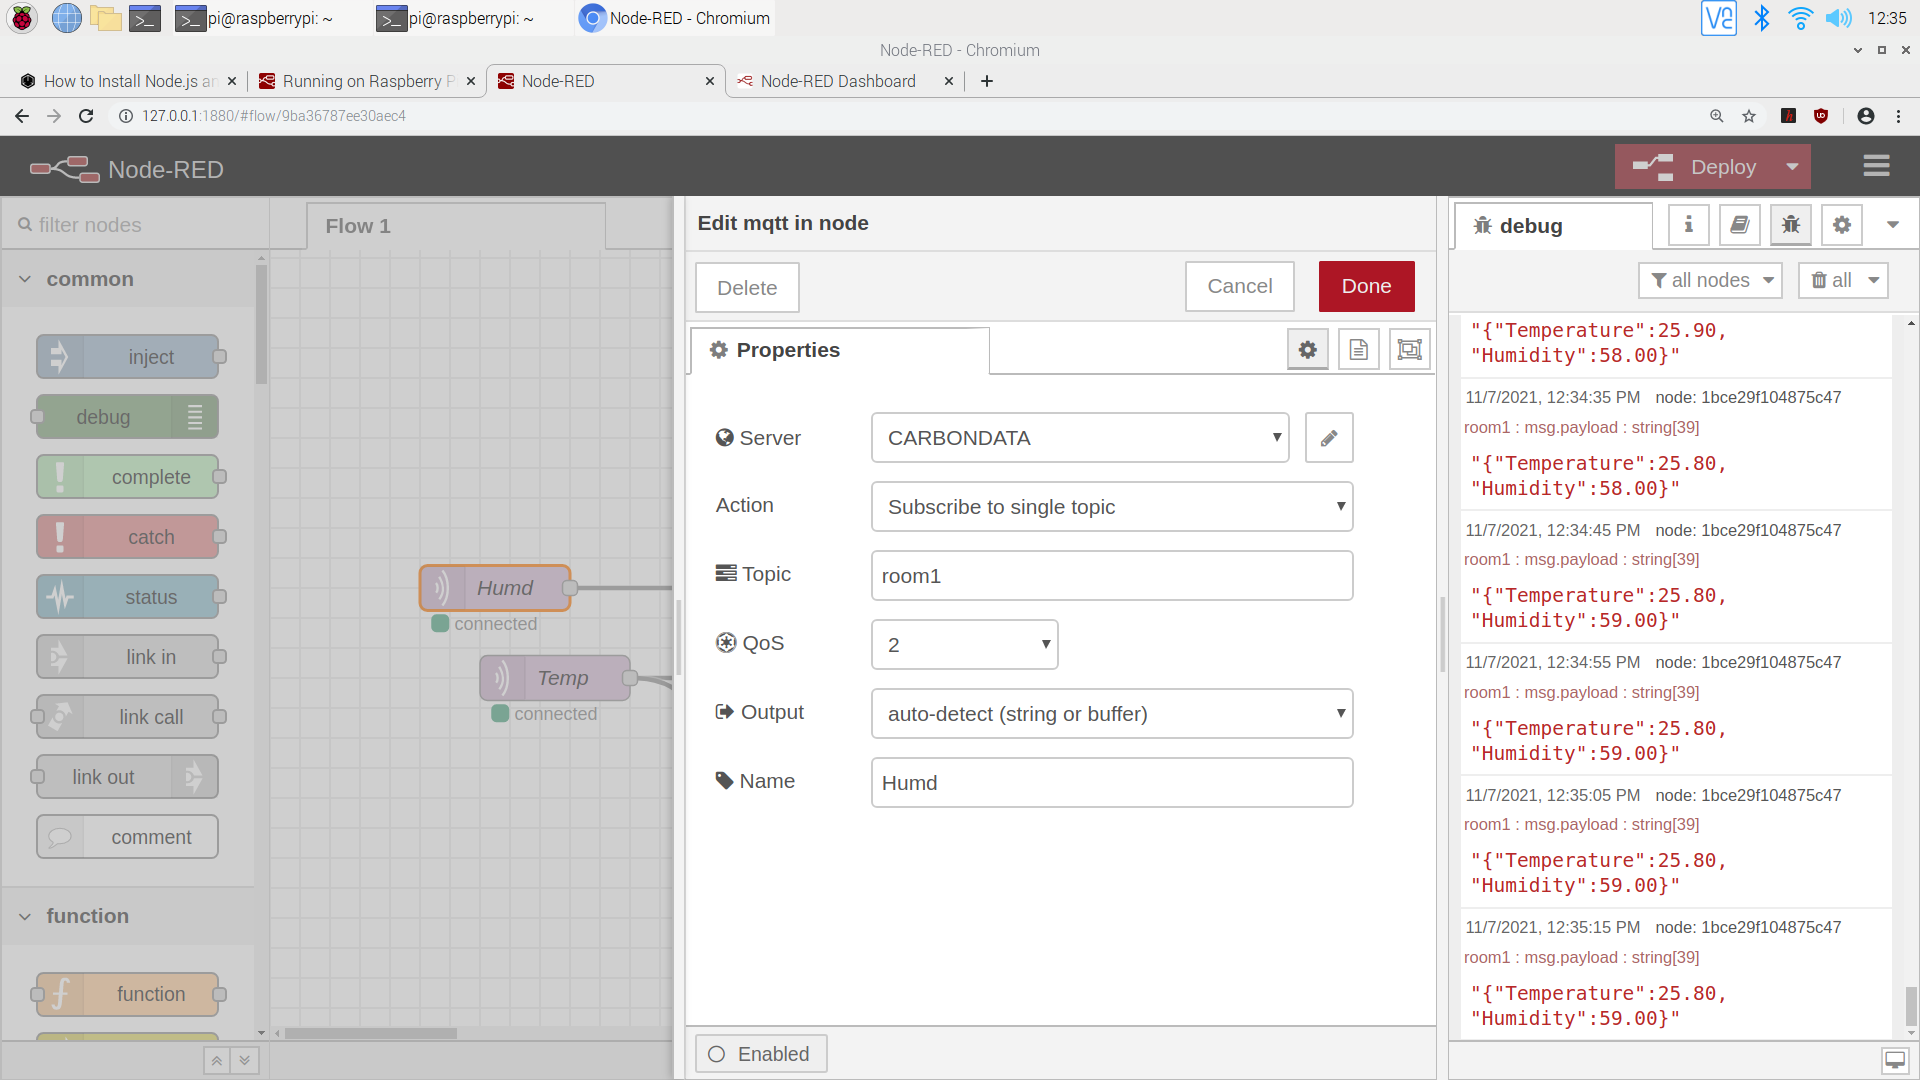 pi@raspberrypi: ~
pi@raspberrypi: ~
Node-RED - Chromium
VNC
12:35
Node-RED - Chromium
How to Install Node.js an
Running on Raspberry P
Node-RED
Node-RED Dashboard
127.0.0.1:1880/#flow/9ba36787ee30aec4
Node-RED
Deploy
filter nodes
common
inject
debug
complete
catch
status
link in
link call
link out
comment
function
function
Flow 1
Humd
connected
Temp
connected
Edit mqtt in node
Delete
Cancel
Done
Properties
Server
CARBONDATA
Action
Subscribe to single topic
Topic
room1
QoS
2
Output
auto-detect (string or buffer)
Name
Humd
Enabled
debug
all nodes
all
"{"Temperature":25.90,
"Humidity":58.00}"
11/7/2021, 12:34:35 PM node: 1bce29f104875c47
room1 : msg.payload : string[39]
"{"Temperature":25.80,
"Humidity":58.00}"
11/7/2021, 12:34:45 PM node: 1bce29f104875c47
room1 : msg.payload : string[39]
"{"Temperature":25.80,
"Humidity":59.00}"
11/7/2021, 12:34:55 PM node: 1bce29f104875c47
room1 : msg.payload : string[39]
"{"Temperature":25.80,
"Humidity":59.00}"
11/7/2021, 12:35:05 PM node: 1bce29f104875c47
room1 : msg.payload : string[39]
"{"Temperature":25.80,
"Humidity":59.00}"
11/7/2021, 12:35:15 PM node: 1bce29f104875c47
room1 : msg.payload : string[39]
"{"Temperature":25.80,
"Humidity":59.00}"